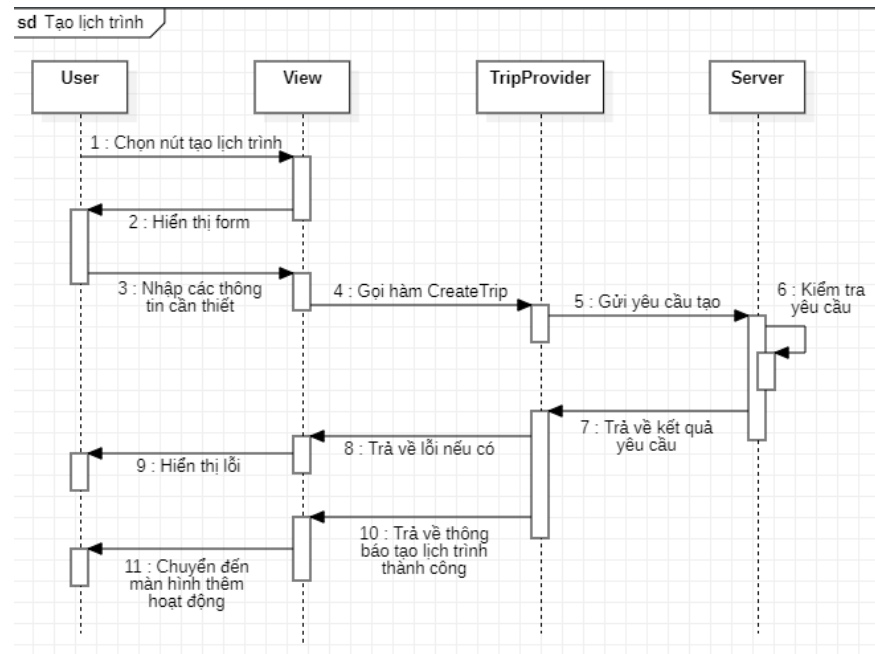 sd Tạo lịch trình
User
View
TripProvider
Server
1 : Chọn nút tạo lịch trình
2 : Hiển thị form
3 : Nhập các thông
tin cần thiết
4 : Gọi hàm CreateTrip
5 : Gửi yêu cầu tạo
6 : Kiểm tra
yêu cầu
7 : Trả về kết quả
yêu cầu
8 : Trả về lỗi nếu có
9 : Hiển thị lỗi
10 : Trả về thông
báo tạo lịch trình
thành công
11 : Chuyển đến
màn hình thêm
hoạt động